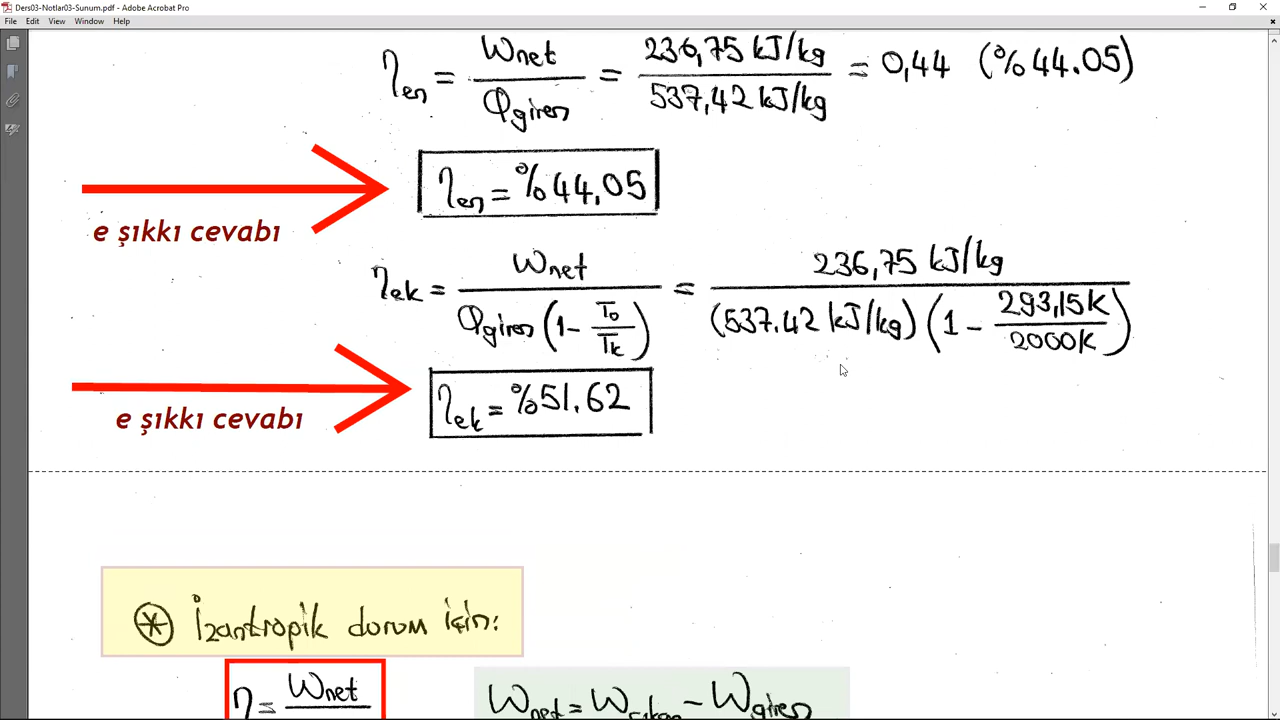 Ders03-Notlar03-Sunum.pdf - Adobe Acrobat Pro
File Edit View Window Help
ηen = Wnet / Qgiren = 236,75 kJ/kg / 537,42 kJ/kg = 0,44 (%44.05)
ηen = %44,05
e şıkkı cevabı
ηek = Wnet / Qgiren (1 - T0/Tk) = 236,75 kJ/kg / (537.42 kJ/kg) (1 - 293,15K/2000K)
ηek = %51.62
e şıkkı cevabı
* İzantropik durum için:
η = Wnet
Wnet = Wçıkan - Wgiren